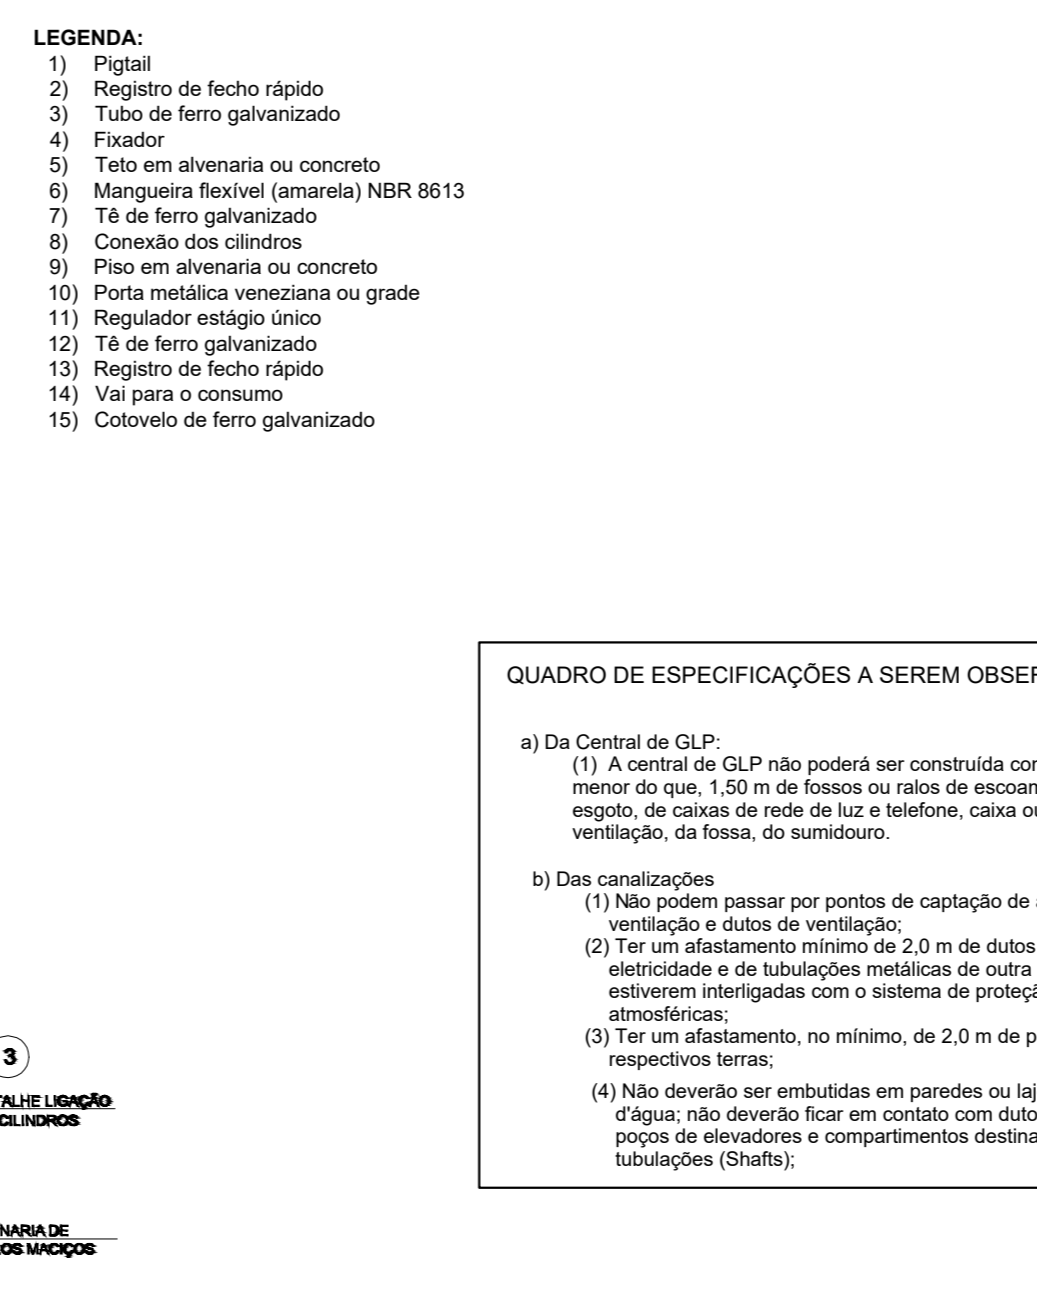 LEGENDA:
1) Pigtail
2) Registro de fecho rápido
3) Tubo de ferro galvanizado
4) Fixador
5) Teto em alvenaria ou concreto
6) Mangueira flexível (amarela) NBR 8613
7) Tê de ferro galvanizado
8) Conexão dos cilindros
9) Piso em alvenaria ou concreto
10) Porta metálica veneziana ou grade
11) Regulador estágio único
12) Tê de ferro galvanizado
13) Registro de fecho rápido
14) Vai para o consumo
15) Cotovelo de ferro galvanizado
QUADRO DE ESPECIFICAÇÕES A SEREM OBSER
a) Da Central de GLP:
(1) A central de GLP não poderá ser construída
menor do que, 1,50 m de fossos ou ralos de escoam
esgoto, de caixas de rede de luz e telefone, caixa ou
ventilação, da fossa, do sumidouro.
b) Das canalizações
(1) Não podem passar por pontos de captação de
ventilação e dutos de ventilação;
(2) Ter um afastamento mínimo de 2,0 m de dutos
eletricidade e de tubulações metálicas de outra
estiverem interligadas com o sistema de proteçã
atmosféricas;
(3) Ter um afastamento, no mínimo, de 2,0 m de p
respectivos terras;
(4) Não deverão ser embutidas em paredes ou laj
d'água; não deverão ficar em contato com duto
poços de elevadores e compartimentos destina
tubulações (Shafts);
3
TALHE LIGAÇÃO
CILINDROS
NARIA DE
OS MACIÇOS